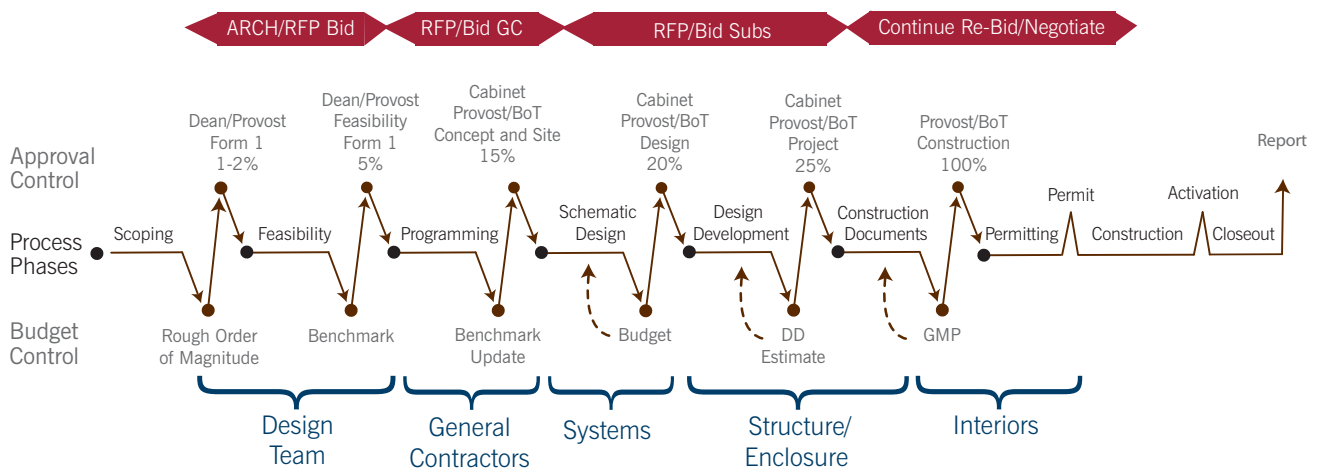 ARCH/RFP Bid
RFP/Bid GC
RFP/Bid Subs
Continue Re-Bid/Negotiate
Approval
Control
Dean/Provost
Form 1
1-2%
Dean/Provost
Feasibility
Form 1
5%
Cabinet
Provost/BoT
Concept and Site
15%
Cabinet
Provost/BoT
Design
20%
Cabinet
Provost/BoT
Project
25%
Provost/BoT
Construction
100%
Report
Process
Phases
Scoping
Feasibility
Programming
Schematic
Design
Design
Development
Construction
Documents
Permitting
Permit
Construction
Activation
Closeout
Budget
Control
Rough Order
of Magnitude
Benchmark
Benchmark
Update
Budget
DD
Estimate
GMP
Design
Team
General
Contractors
Systems
Structure/
Enclosure
Interiors